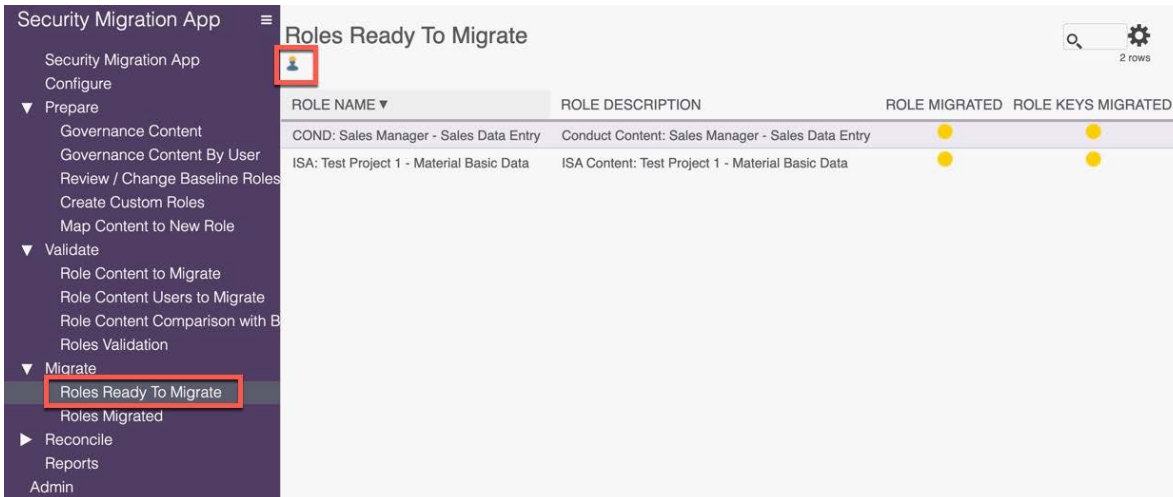 Security Migration App
Security Migration App
Configure
Prepare
Governance Content
Governance Content By User
Review / Change Baseline Roles
Create Custom Roles
Map Content to New Role
Validate
Role Content to Migrate
Role Content Users to Migrate
Role Content Comparison with B
Roles Validation
Migrate
Roles Ready To Migrate
Roles Migrated
Reconcile
Reports
Admin
Roles Ready To Migrate
2 rows
ROLE NAME ▼ ROLE DESCRIPTION ROLE MIGRATED ROLE KEYS MIGRATED
COND: Sales Manager - Sales Data Entry Conduct Content: Sales Manager - Sales Data Entry
ISA: Test Project 1 - Material Basic Data ISA Content: Test Project 1 - Material Basic Data